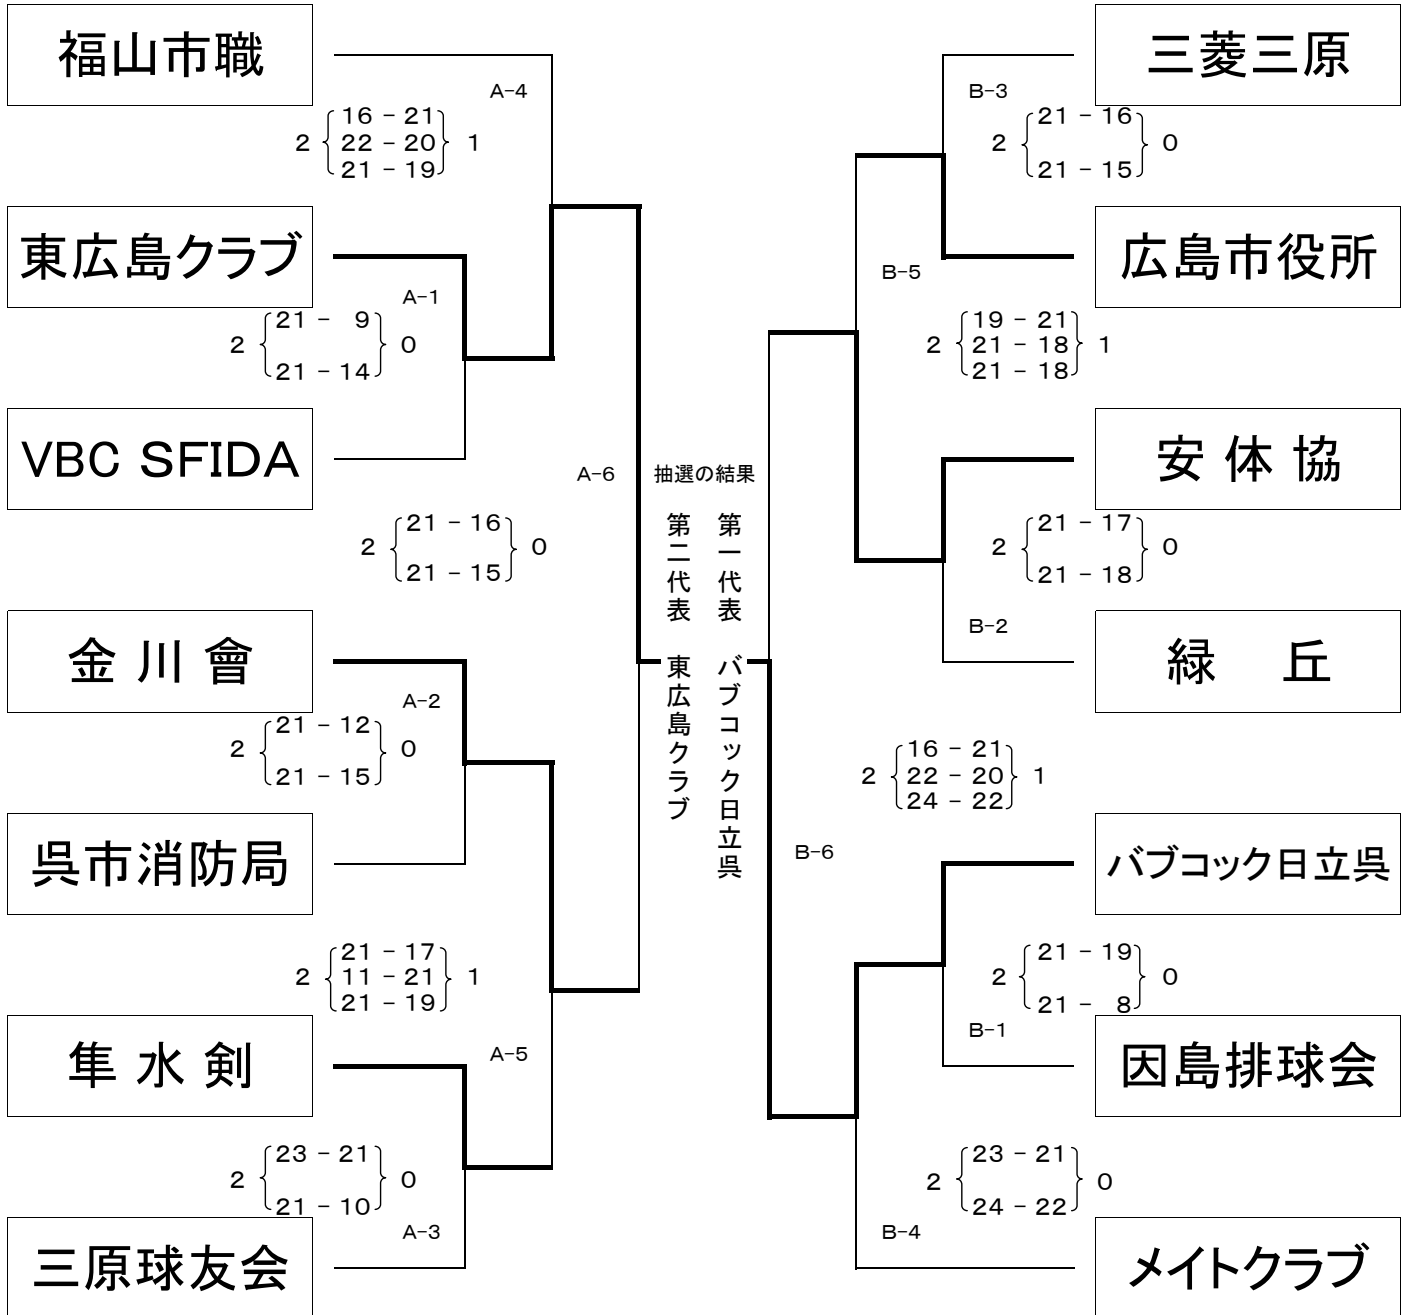 福山市職
A-4
2 16 - 21 1
22 - 20
21 - 19
東広島クラブ
A-1
2 21 - 9 0
21 - 14
VBC SFIDA
A-6
2 21 - 16 0
21 - 15
金川會
A-2
2 21 - 12 0
21 - 15
呉市消防局
2 21 - 17 1
11 - 21
21 - 19
隼水剣
A-5
2 23 - 21 0
21 - 10
A-3
三原球友会
抽選の結果
第一代表 バブコック日立呉
第二代表 東広島クラブ
三菱三原
B-3
2 21 - 16 0
21 - 15
広島市役所
B-5
2 19 - 21 1
21 - 18
21 - 18
安体協
2 21 - 17 0
21 - 18
B-2
緑 丘
2 16 - 21 1
22 - 20
24 - 22
B-6
バブコック日立呉
2 21 - 19 0
21 - 8
B-1
因島排球会
2 23 - 21 0
24 - 22
B-4
メイトクラブ